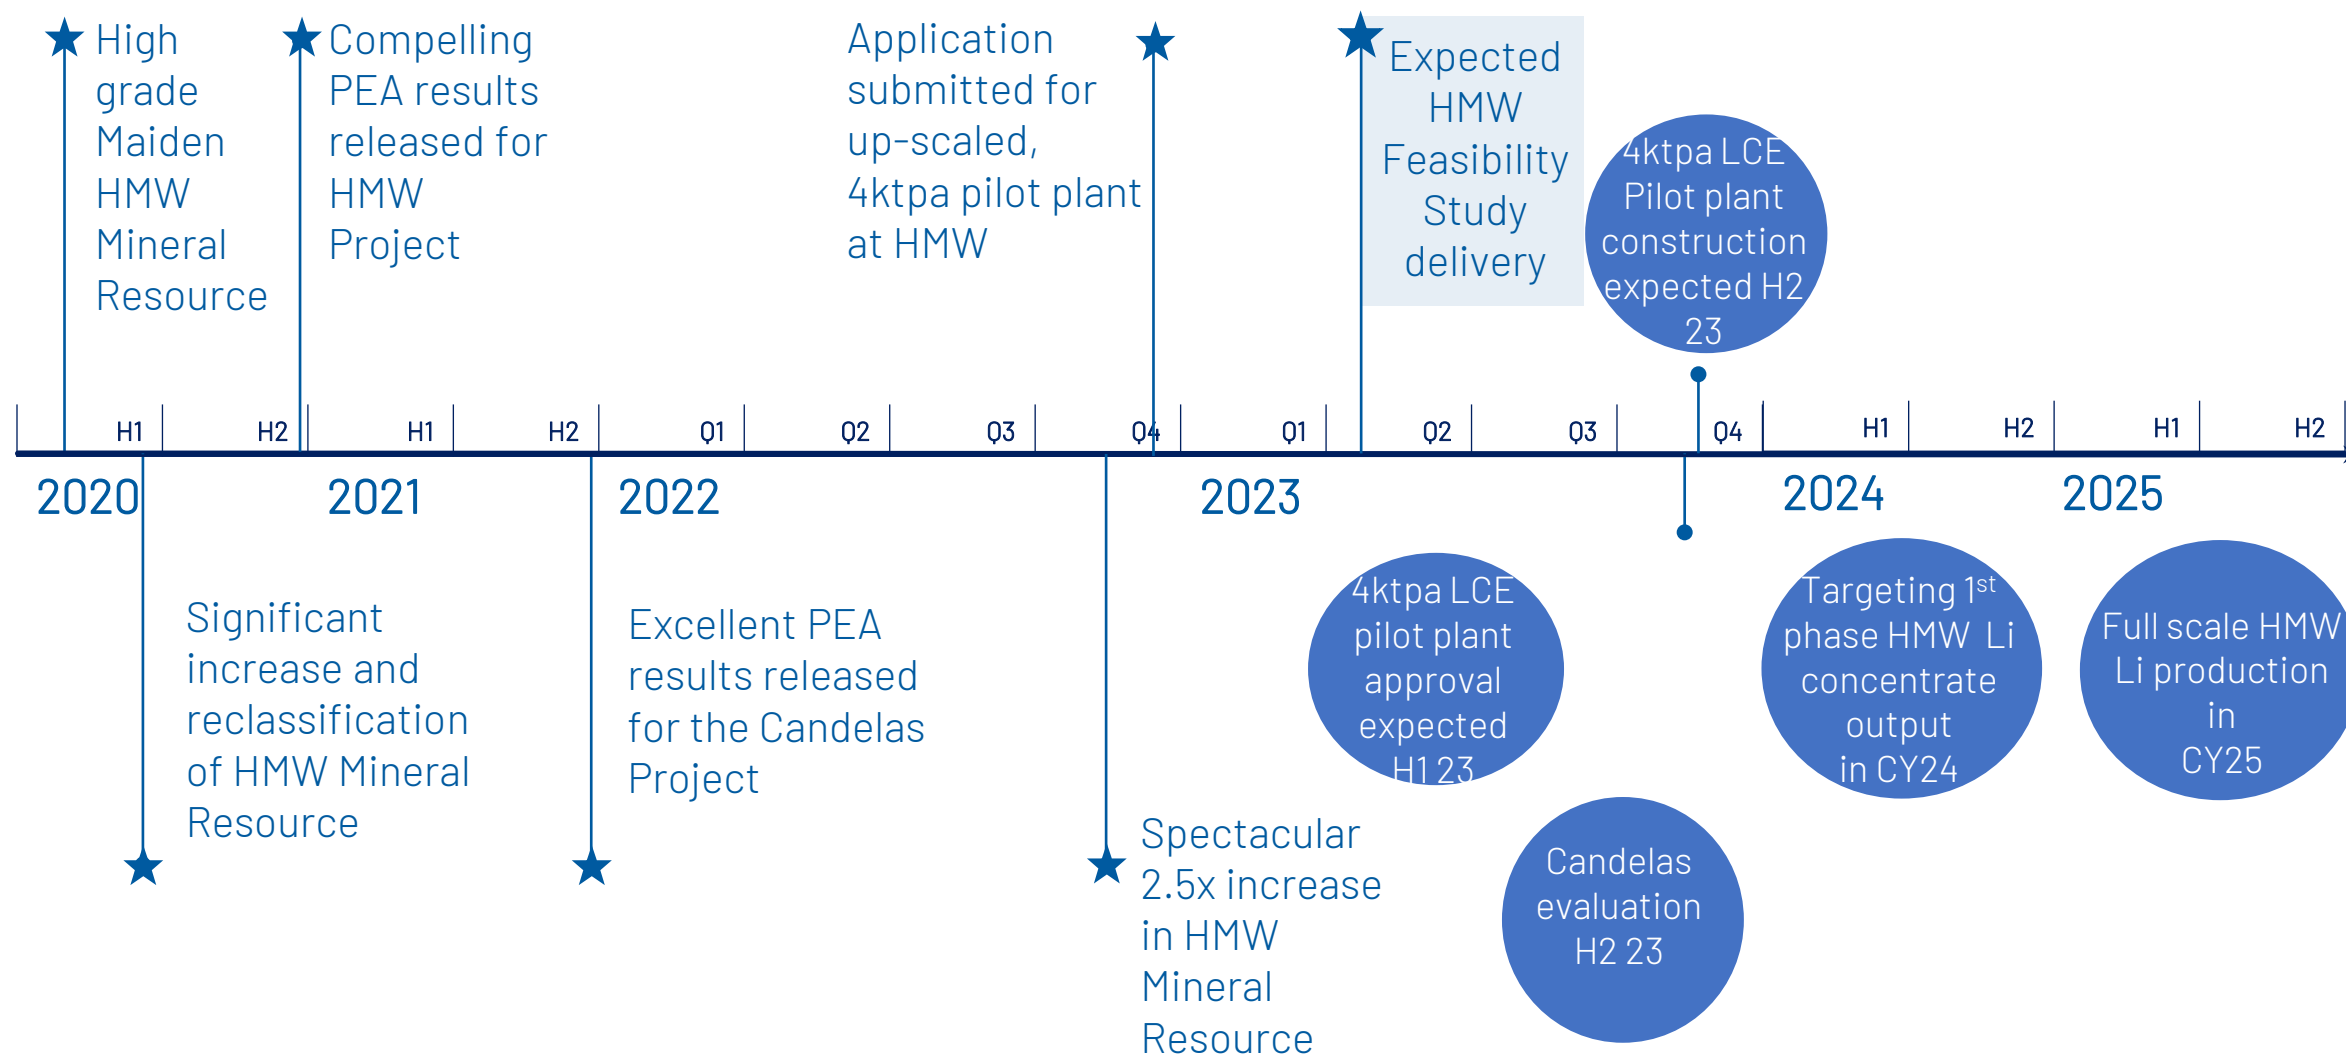 High
grade
Maiden
HMW
Mineral
Resource
Compelling
PEA results
released for
HMW
Project
Application
submitted for
up-scaled,
4ktpa pilot plant
at HMW
Expected
HMW
Feasibility
Study
delivery
4ktpa LCE
Pilot plant
construction
expected H2
23
H1 H2 H1 H2 Q1 Q2 Q3 Q4 Q1 Q2 Q3 Q4 H1 H2 H1 H2
2020 2021 2022 2023 2024 2025
Significant
increase and
reclassification
of HMW Mineral
Resource
Excellent PEA
results released
for the Candelas
Project
Spectacular
2.5x increase
in HMW
Mineral
Resource
4ktpa LCE
pilot plant
approval
expected
H1 23
Candelas
evaluation
H2 23
Targeting 1st
phase HMW Li
concentrate
output
in CY24
Full scale HMW
Li production
in
CY25